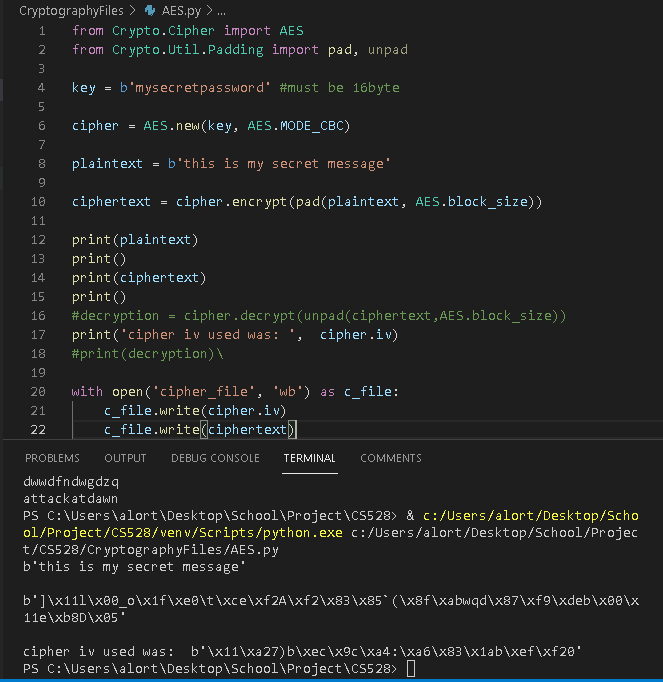 CryptographyFiles > AES.py > ...
1 from Crypto.Cipher import AES
2 from Crypto.Util.Padding import pad, unpad
3
4 key = b'mysecretpassword' #must be 16byte
5
6 cipher = AES.new(key, AES.MODE_CBC)
7
8 plaintext = b'this is my secret message'
9
10 ciphertext = cipher.encrypt(pad(plaintext, AES.block_size))
11
12 print(plaintext)
13 print()
14 print(ciphertext)
15 print()
16 #decryption = cipher.decrypt(unpad(ciphertext,AES.block_size))
17 print('cipher iv used was: ',  cipher.iv)
18 #print(decryption)\
19
20 with open('cipher_file', 'wb') as c_file:
21     c_file.write(cipher.iv)
22     c_file.write(ciphertext)
PROBLEMS OUTPUT DEBUG CONSOLE TERMINAL COMMENTS
dwwdfndwgdzq
attackatdawn
PS C:\Users\alort\Desktop\School\Project\CS528> & c:/Users/alort/Desktop/Scho
ol/Project/CS528/venv/Scripts/python.exe c:/Users/alort/Desktop/School/Projec
t/CS528/CryptographyFiles/AES.py
b'this is my secret message'

b']\x11l\x00_o\x1f\xe0\t\xce\xf2A\xf2\x83\x85`(\x8f\xabwqd\x87\xf9\xdeb\x00\x
11e\xb8D\x05'

cipher iv used was:  b'\x11\xa27)b\xec\x9c\xa4:\xa6\x83\x1ab\xef\xf20'
PS C:\Users\alort\Desktop\School\Project\CS528>